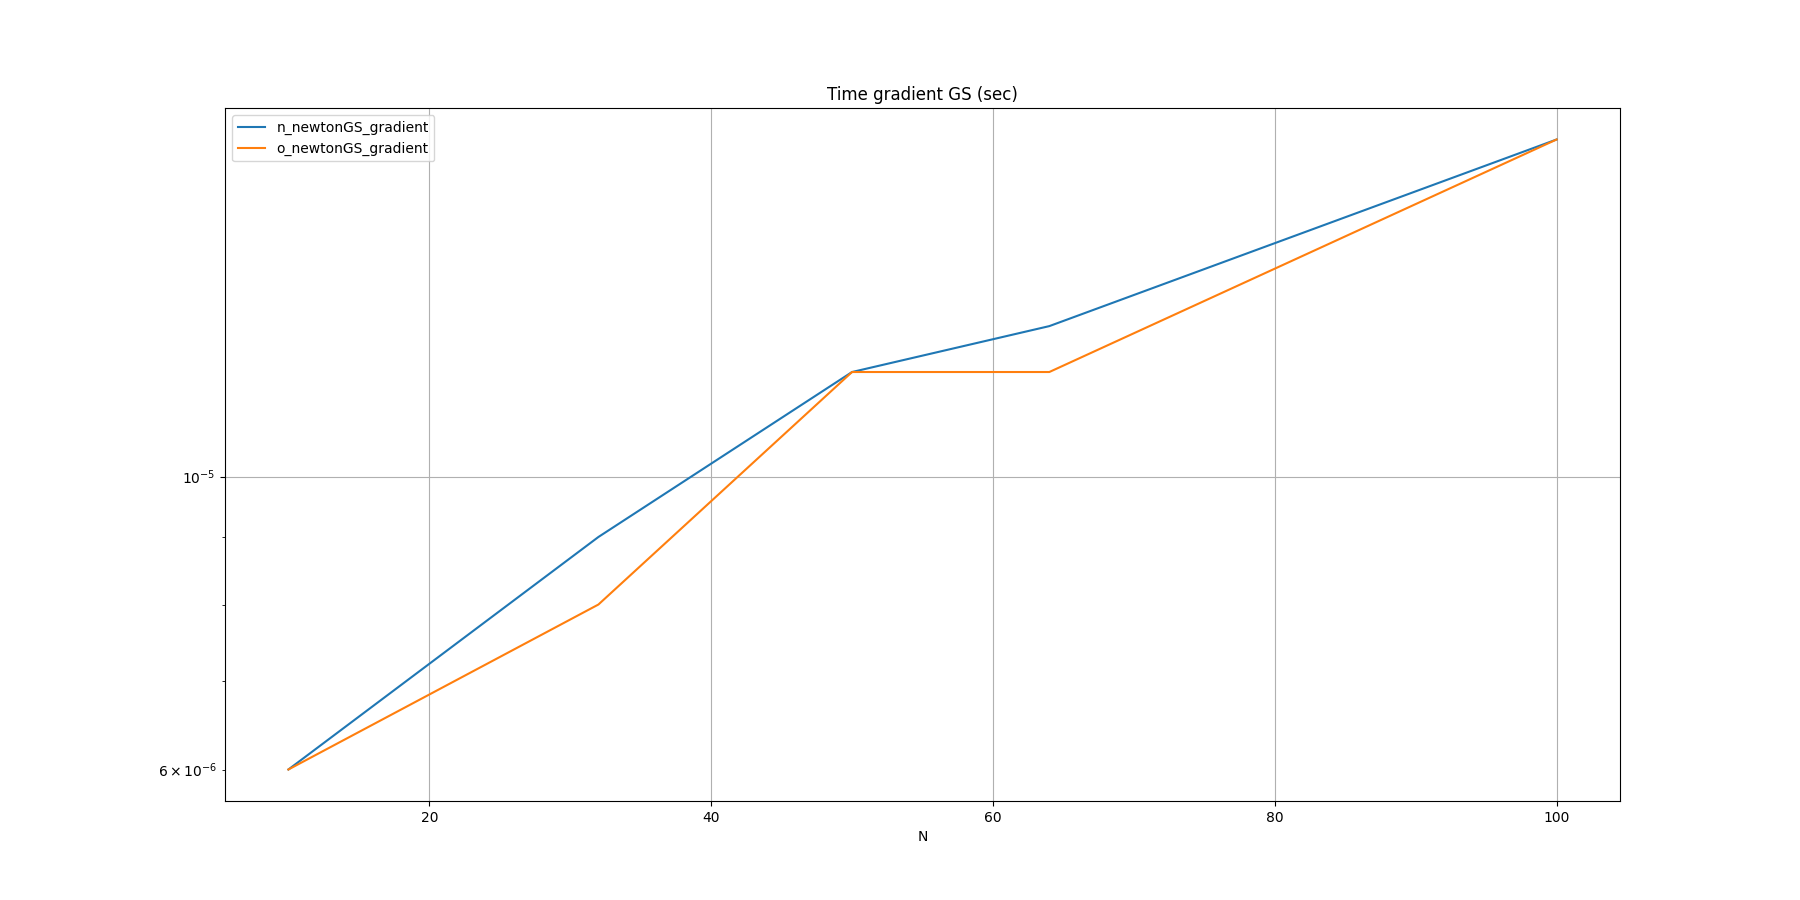 Time gradient GS (sec)
n_newtonGS_gradient
o_newtonGS_gradient
10⁻⁵
6 × 10⁻⁶
20 40 60 80 100
N